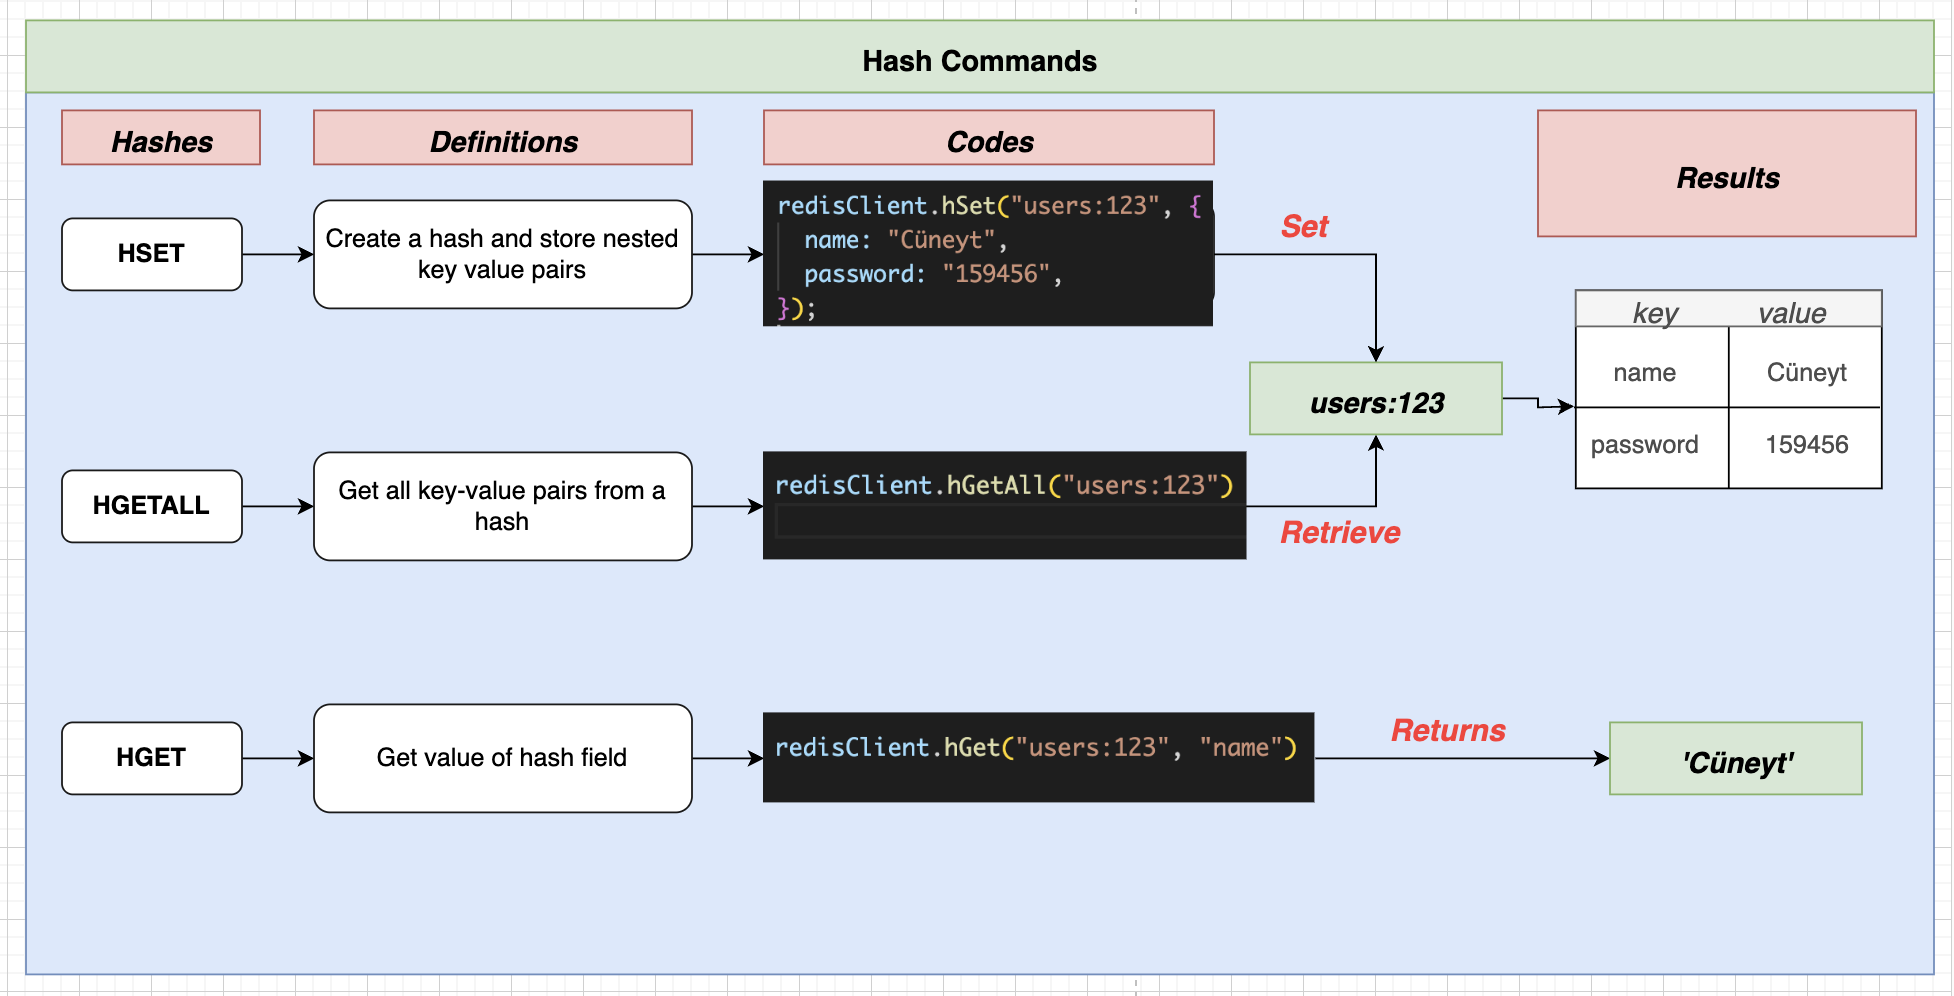 Hash Commands
Hashes
Definitions
Codes
Results
HSET
Create a hash and store nested
key value pairs
redisClient.hSet("users:123", {
name: "Cüneyt",
password: "159456",
});
Set
users:123
key value
name Cüneyt
password 159456
HGETALL
Get all key-value pairs from a
hash
redisClient.hGetAll("users:123")
Retrieve
HGET
Get value of hash field
redisClient.hGet("users:123", "name")
Returns
'Cüneyt'